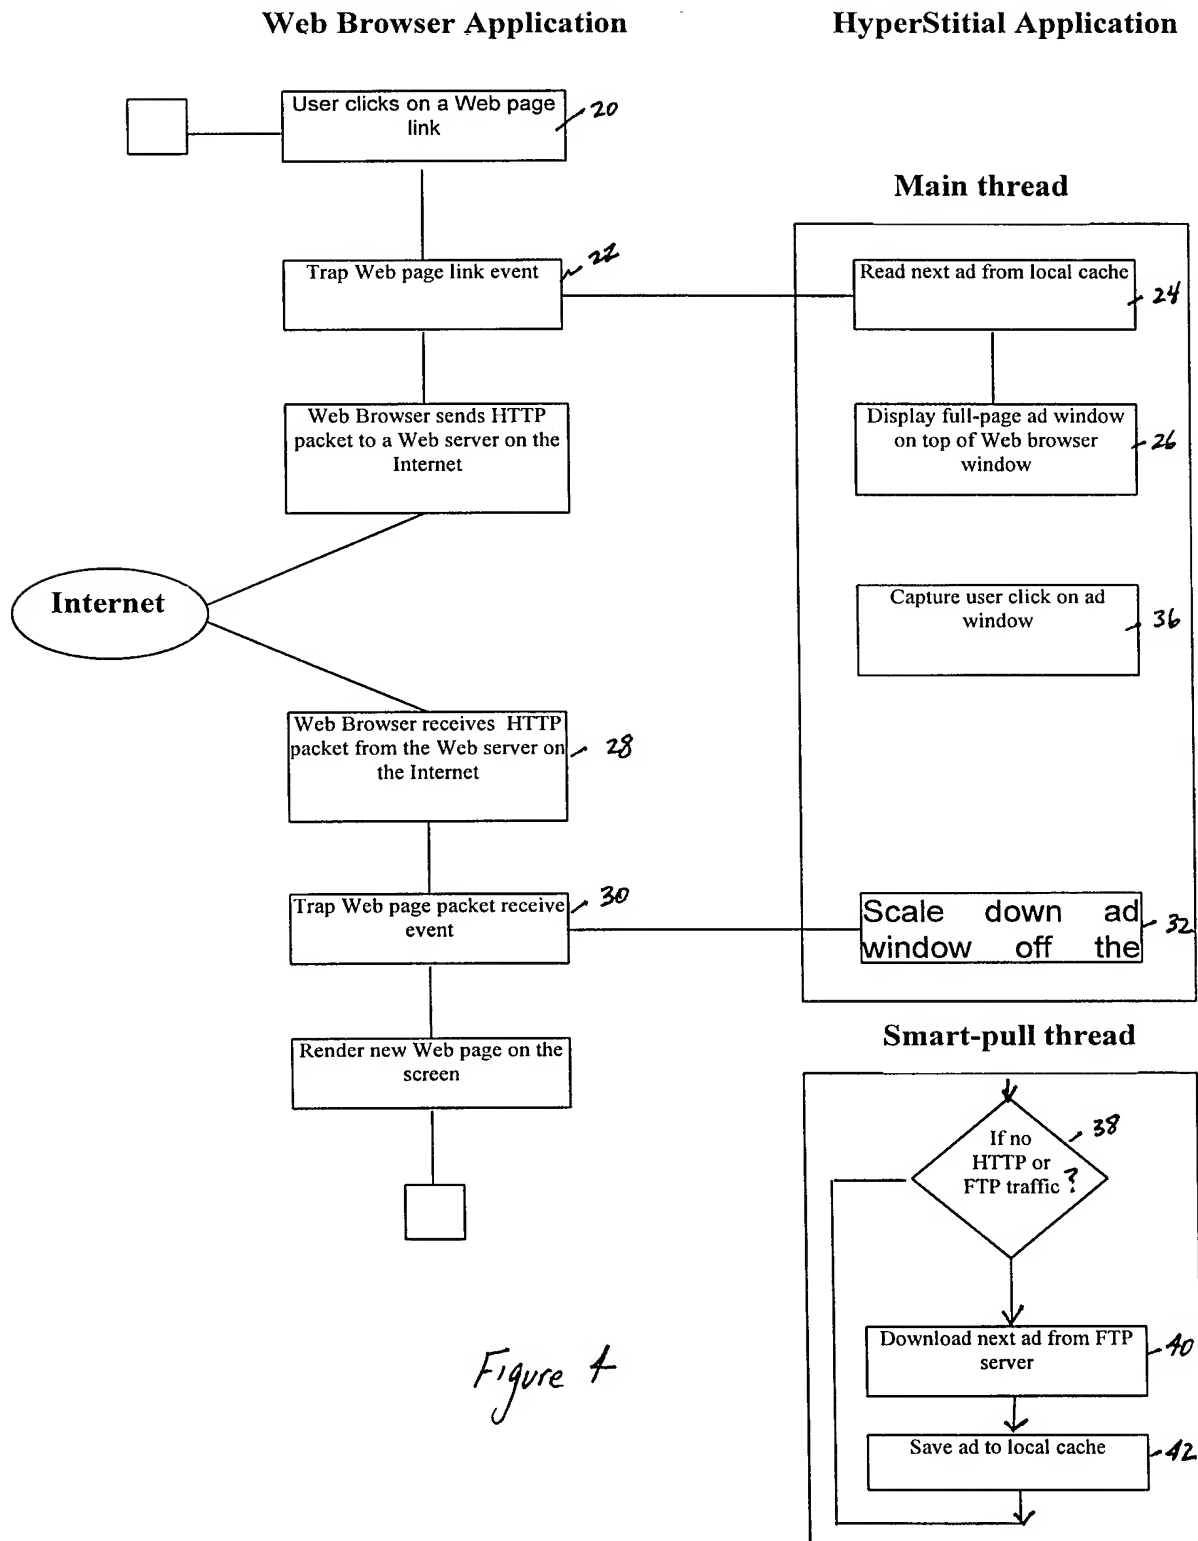 Web Browser Application
HyperStitial Application
User clicks on a Web page
link
20
Main thread
Trap Web page link event
22
Read next ad from local cache
24
Web Browser sends HTTP
packet to a Web server on the
Internet
Display full-page ad window
on top of Web browser
window
26
Internet
Capture user click on ad
window
36
Web Browser receives HTTP
packet from the Web server on
the Internet
28
Trap Web page packet receive
event
30
Scale down ad
window off the
32
Render new Web page on the
screen
Smart-pull thread
If no
HTTP or
FTP traffic ?
38
Download next ad from FTP
server
40
Save ad to local cache
42
Figure 4